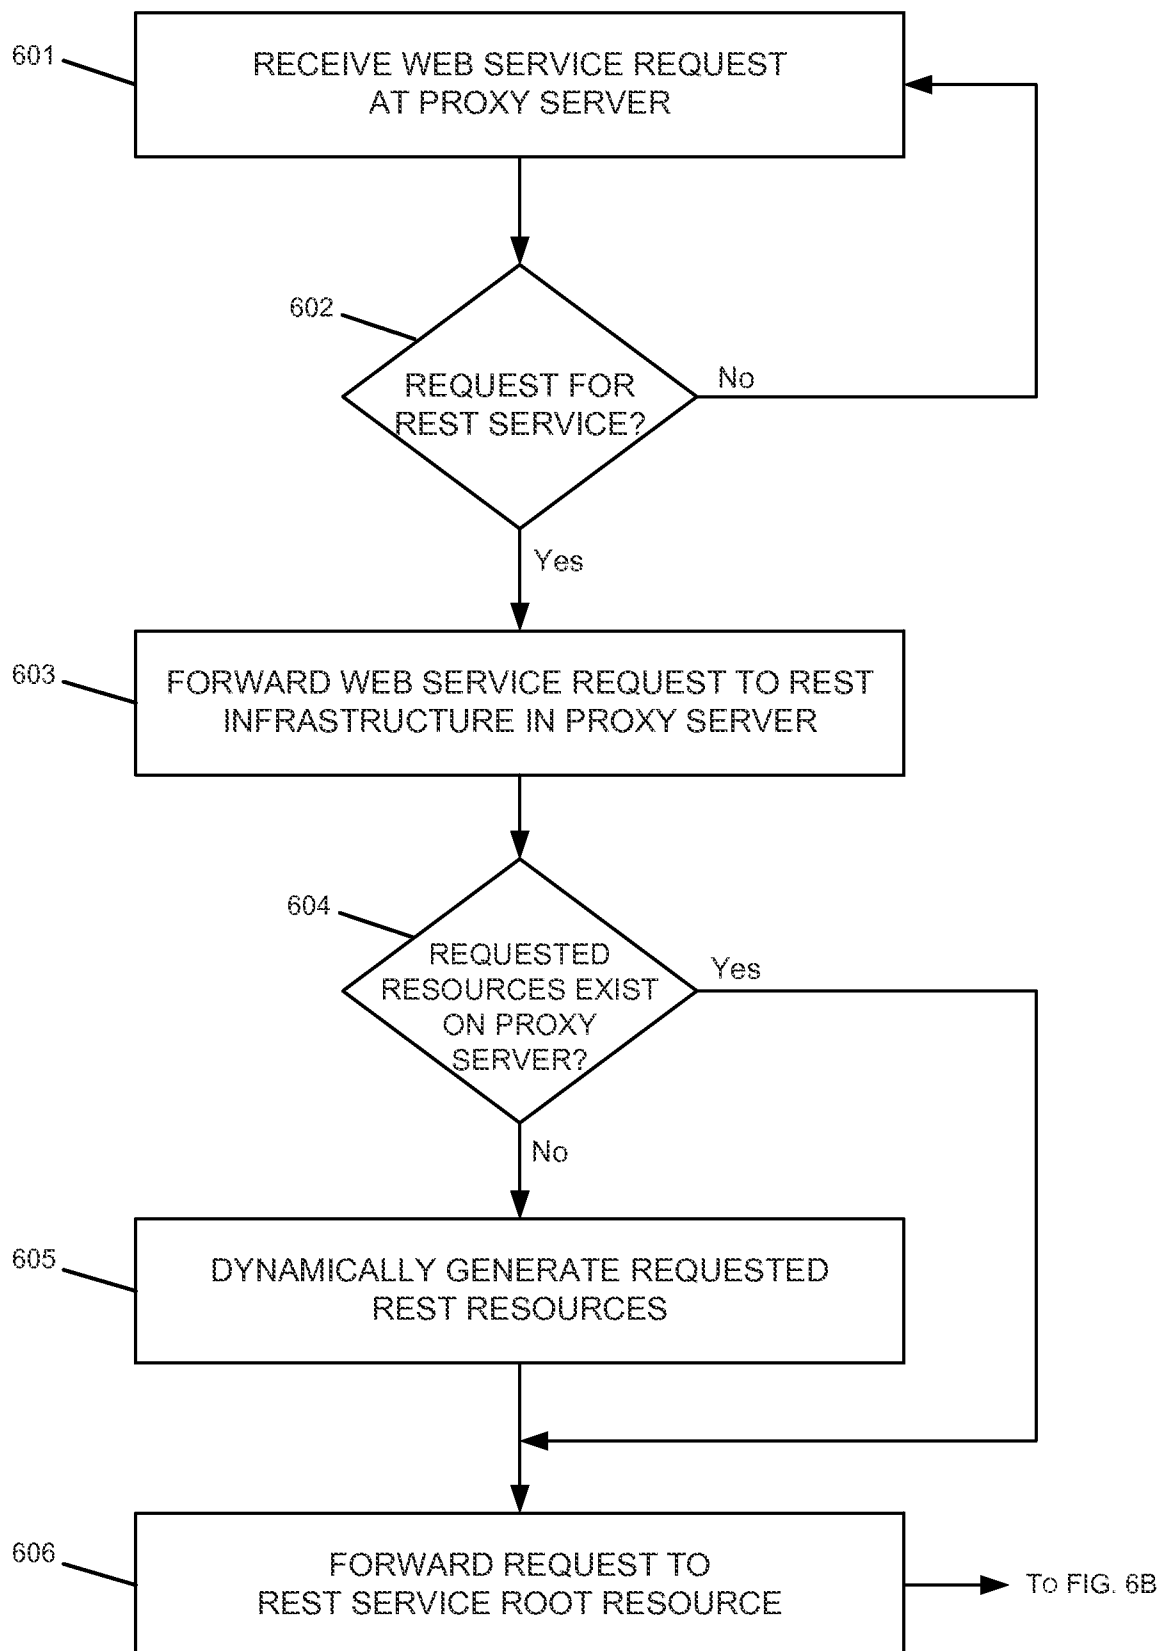 601
RECEIVE WEB SERVICE REQUEST
AT PROXY SERVER
602
REQUEST FOR
REST SERVICE?
No
Yes
603
FORWARD WEB SERVICE REQUEST TO REST
INFRASTRUCTURE IN PROXY SERVER
604
REQUESTED
RESOURCES EXIST
ON PROXY
SERVER?
Yes
No
605
DYNAMICALLY GENERATE REQUESTED
REST RESOURCES
606
FORWARD REQUEST TO
REST SERVICE ROOT RESOURCE
TO FIG. 6B